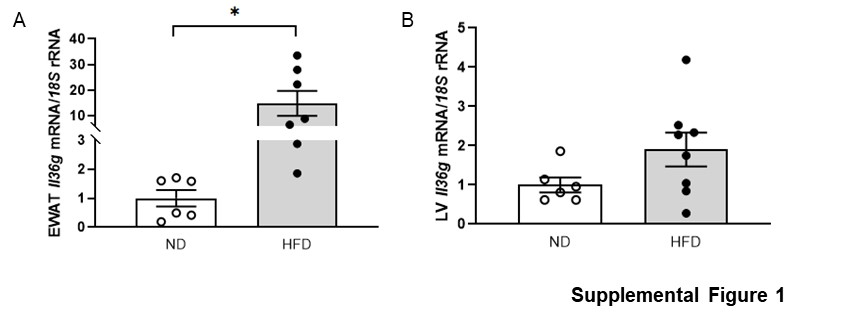 A
*
EWAT Il36g mRNA/18S rRNA
40
30
20
10
3
2
1
0
ND
HFD
B
LV Il36g mRNA/18S rRNA
5
4
3
2
1
0
ND
HFD
Supplemental Figure 1